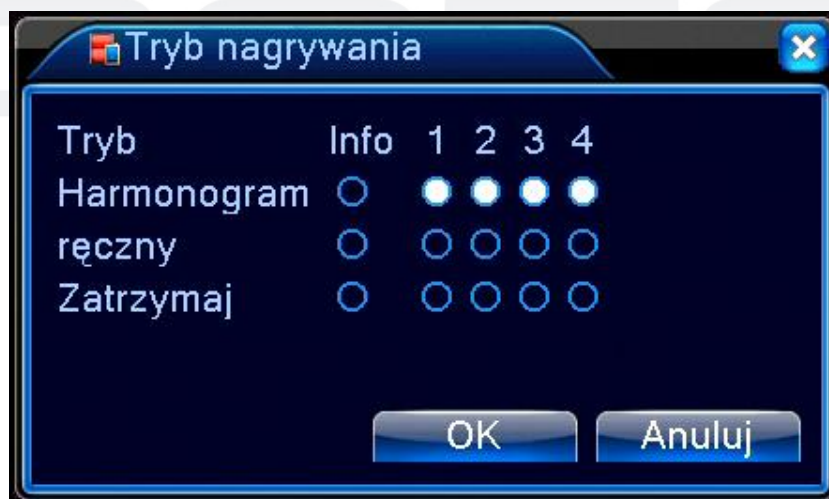 Tryb nagrywania
Tryb Info 1 2 3 4
Harmonogram
ręczny
Zatrzymaj
OK Anuluj